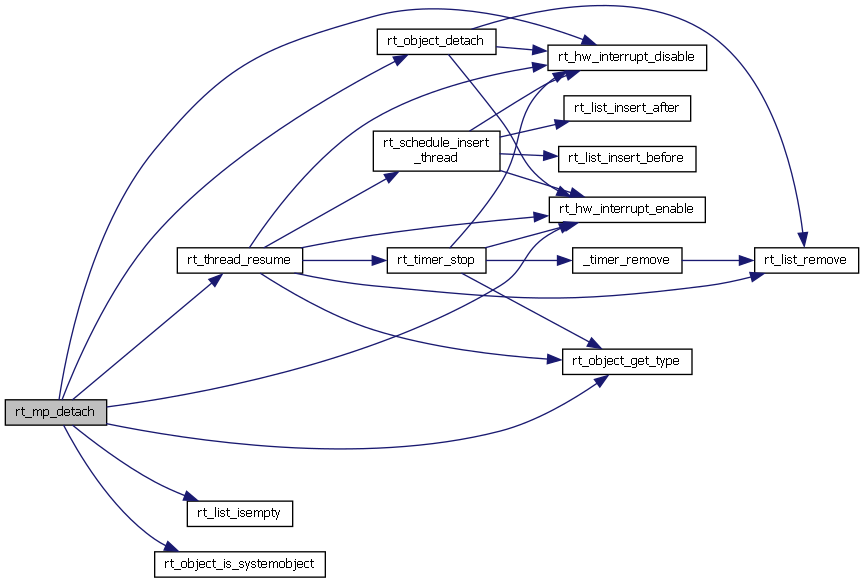 rt_object_detach
rt_hw_interrupt_disable
rt_list_insert_after
rt_schedule_insert
_thread
rt_list_insert_before
rt_hw_interrupt_enable
rt_thread_resume
rt_timer_stop
_timer_remove
rt_list_remove
rt_object_get_type
rt_mp_detach
rt_list_isempty
rt_object_is_systemobject